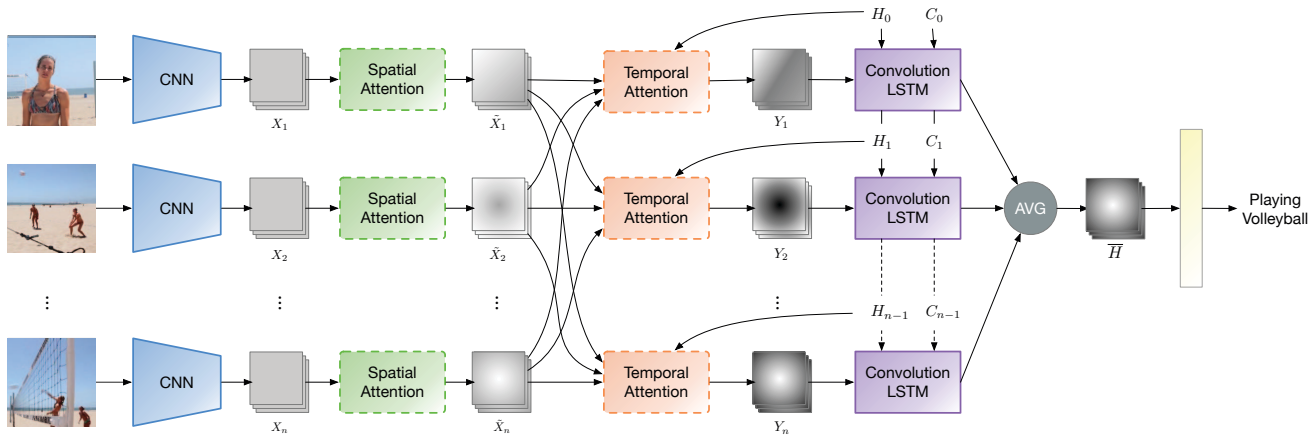 H₀ C₀
CNN
X₁
Spatial
Attention
X̃₁
Temporal
Attention
Y₁
Convolution
LSTM
H₁ C₁
CNN
X₂
Spatial
Attention
X̃₂
Temporal
Attention
Y₂
Convolution
LSTM
AVG
H̅
Playing
Volleyball
...
...
...
...
Hₙ₋₁ Cₙ₋₁
CNN
Xₙ
Spatial
Attention
X̃ₙ
Temporal
Attention
Yₙ
Convolution
LSTM